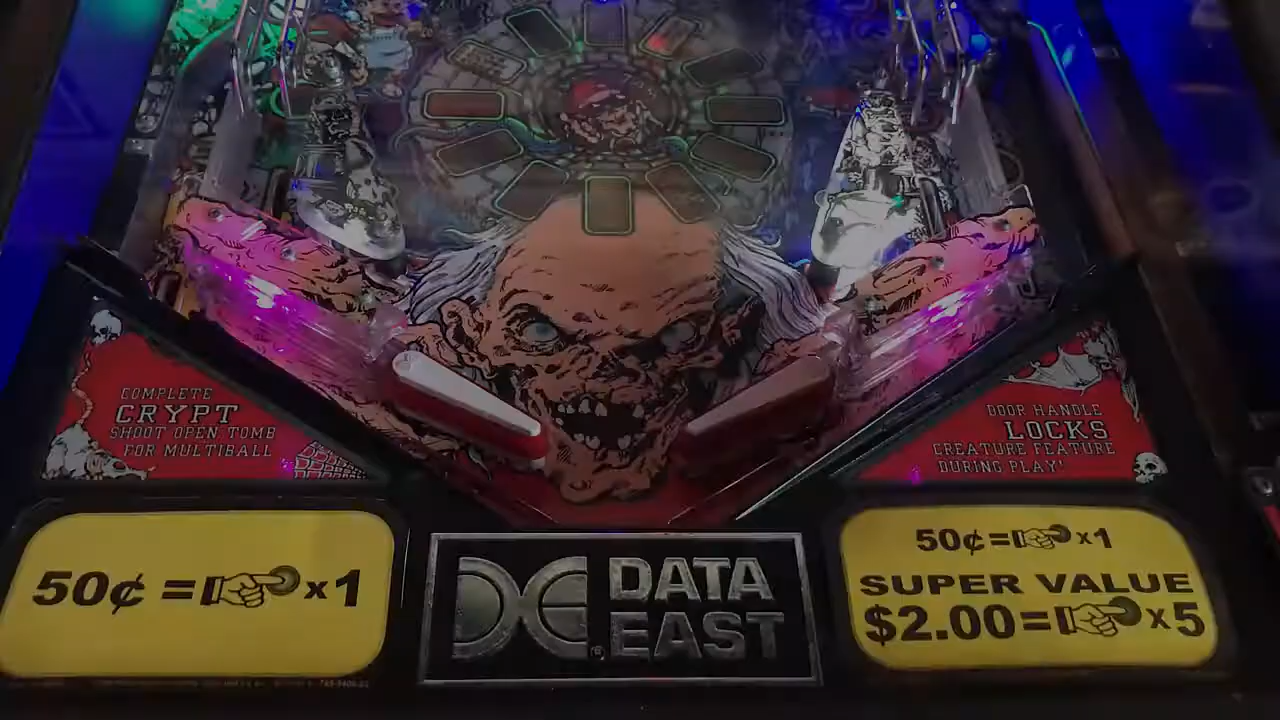 COMPLETE
CRYPT
SHOOT OPEN TOMB
FOR MULTIBALL
DOOR HANDLE
LOCKS
CREATURE FEATURE
DURING PLAY!
50¢ = x1
DATA
EAST
®
50¢= x1
SUPER VALUE
$2.00= x5